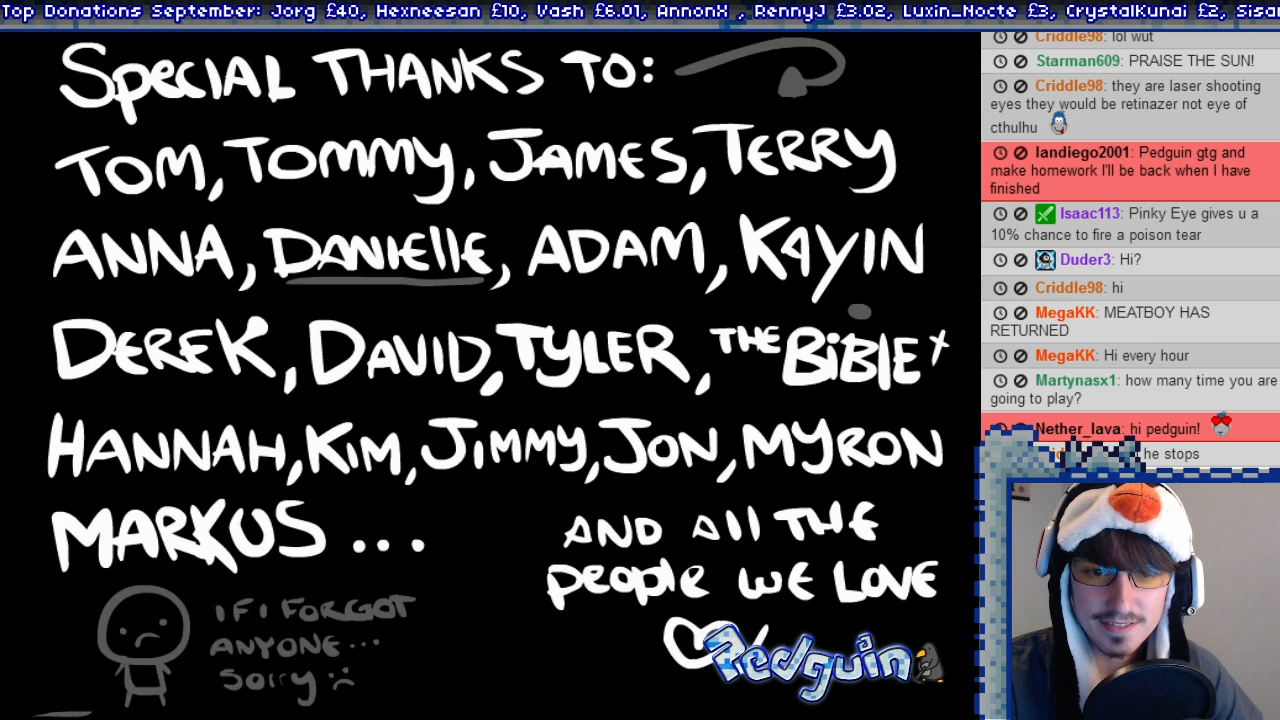 Top Donations September: Jorg £40, Hexneesan £10, Vash £6.01, AnnonX , RennyJ £3.02, Luxin_Nocte £3, CrystalKunai £2, Sisar
SPECIAL THANKS TO:
TOM, TOMMY, JAMES, TERRY
ANNA, DANIELLE, ADAM, KAYIN
DEREK, DAVID, TYLER, THE BiBLE +
HANNAH, KIM, JIMMY, JON, MYRON
MARKUS ...
AND All THE
people WE LOVE
IF I FORGOT
ANYONE...
Sorry :(
Pedguin
Criddle98: lol wut
Starman609: PRAISE THE SUN!
Criddle98: they are laser shooting
eyes they would be retinazer not eye of
cthulhu
landiego2001: Pedguin gtg and
make homework I'll be back when I have
finished
Isaac113: Pinky Eye gives u a
10% chance to fire a poison tear
Duder3: Hi?
Criddle98: hi
MegaKK: MEATBOY HAS
RETURNED
MegaKK: Hi every hour
Martynasx1: how many time you are
going to play?
Nether_lava: hi pedguin!
he stops